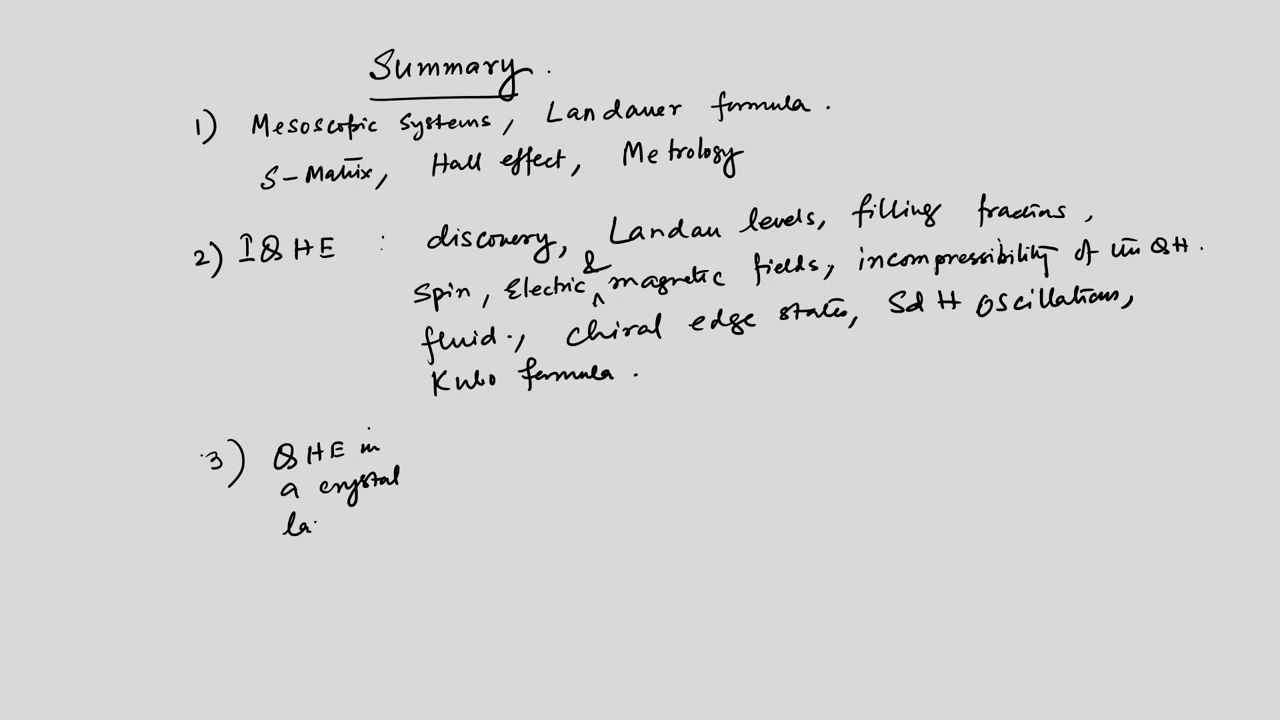 Summary.
1) Mesoscopic Systems, Landauer formula.
S-Matrix, Hall effect, Metrology
2) IQHE : discovery, Landau levels, filling fractions,
Spin, Electric & magnetic fields, incompressibility of the QH.
fluid., Chiral edge states, SdH Oscillations,
Kubo formula.
3) QHE in
a crystal
la